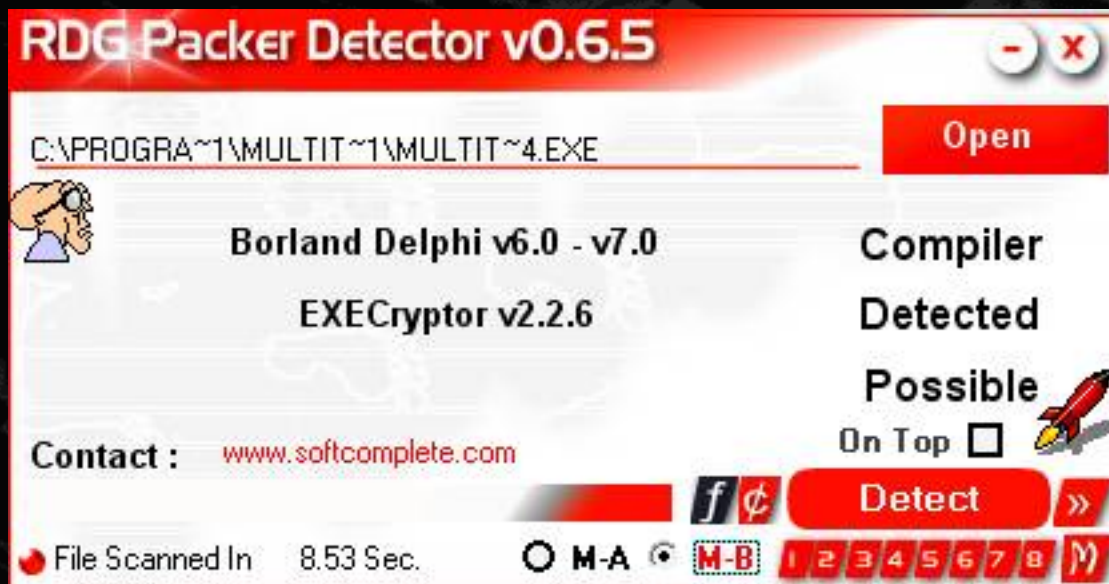 RDG Packer Detector v0.6.5
- x
C:\PROGRA~1\MULTIT~1\MULTIT~4.EXE
Open
Borland Delphi v6.0 - v7.0
Compiler
EXECryptor v2.2.6
Detected
Possible
On Top
Contact : www.softcomplete.com
ƒ ¢ Detect »
File Scanned In 8.53 Sec. M-A M-B 1 2 3 4 5 6 7 8 M